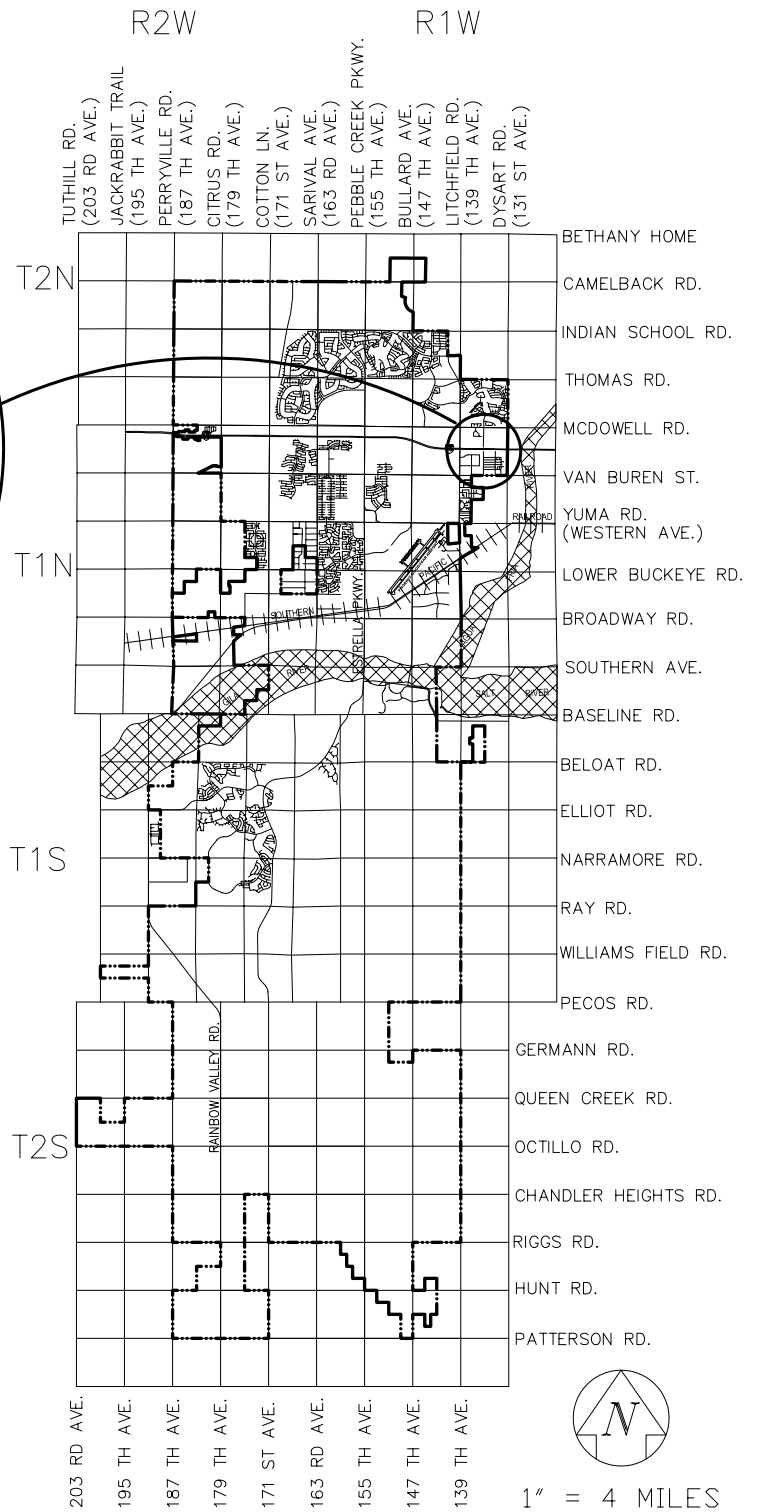 R2W
R1W
TUTHILL RD.
(203 RD AVE.)
JACKRABBIT TRAIL
(195 TH AVE.)
PERRYVILLE RD.
(187 TH AVE.)
CITRUS RD.
(179 TH AVE.)
COTTON LN.
(171 ST AVE.)
SARIVAL AVE.
(163 RD AVE.)
PEBBLE CREEK PKWY.
(155 TH AVE.)
BULLARD AVE.
(147 TH AVE.)
LITCHFIELD RD.
(139 TH AVE.)
DYSART RD.
(131 ST AVE.)
BETHANY HOME
T2N
CAMELBACK RD.
INDIAN SCHOOL RD.
THOMAS RD.
MCDOWELL RD.
VAN BUREN ST.
RIVER
YUMA RD.
(WESTERN AVE.)
RAILROAD
T1N
PACIFIC
LOWER BUCKEYE RD.
SOUTHERN
ESTRELLA PKWY.
BROADWAY RD.
SOUTHERN AVE.
GILA
RIVER
SALT
RIVER
BASELINE RD.
BELOAT RD.
ELLIOT RD.
T1S
NARRAMORE RD.
RAY RD.
WILLIAMS FIELD RD.
PECOS RD.
RAINBOW VALLEY RD.
GERMANN RD.
QUEEN CREEK RD.
T2S
OCTILLO RD.
CHANDLER HEIGHTS RD.
RIGGS RD.
HUNT RD.
PATTERSON RD.
203 RD AVE.
195 TH AVE.
187 TH AVE.
179 TH AVE.
171 ST AVE.
163 RD AVE.
155 TH AVE.
147 TH AVE.
139 TH AVE.
N
1" = 4 MILES